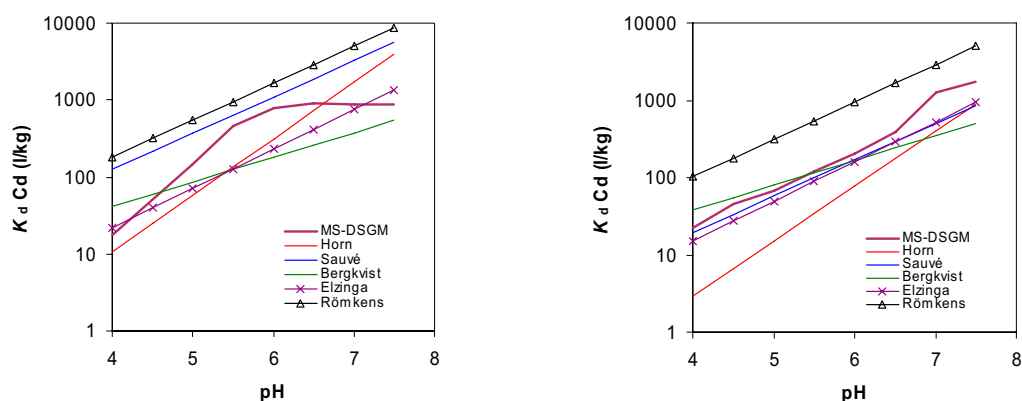 10000
1000
100
10
1
K d Cd (l/kg)
4 5 6 7 8
pH
MS-DSGM
Horn
Sauvé
Bergkvist
Elzinga
Römkens
10000
1000
100
10
1
K d Cd (l/kg)
4 5 6 7 8
pH
MS-DSGM
Horn
Sauvé
Bergkvist
Elzinga
Römkens